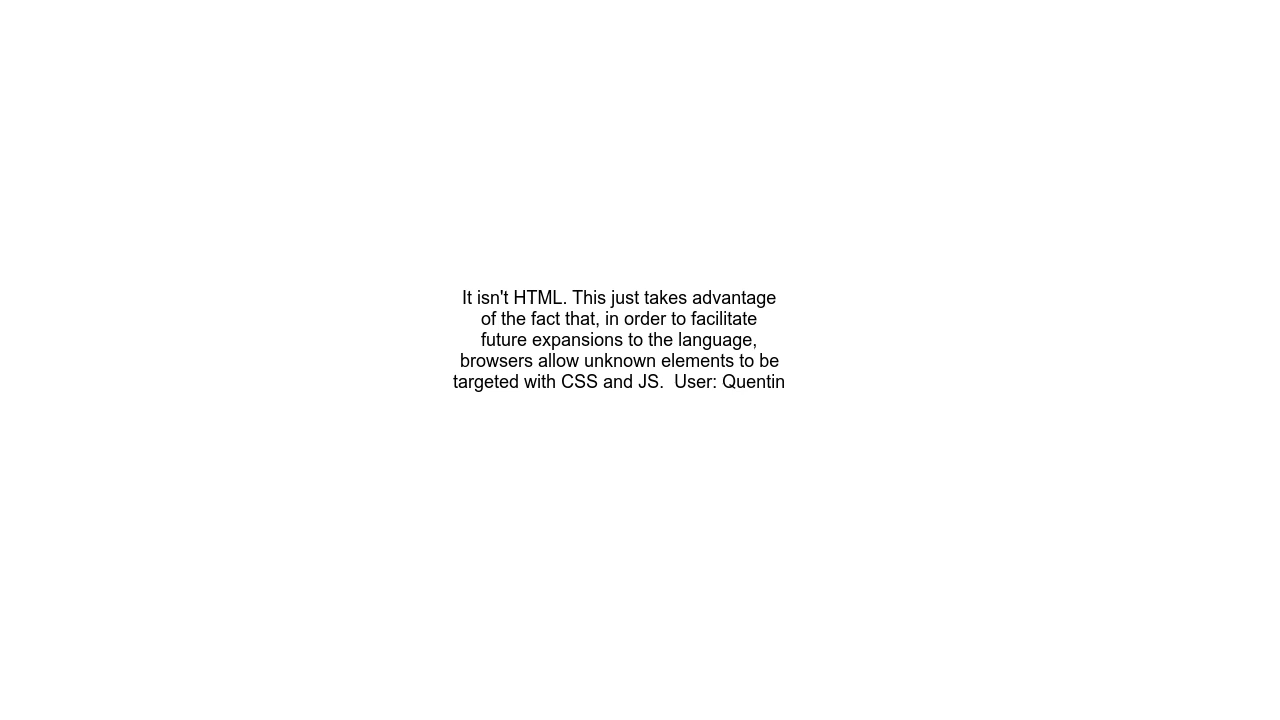 It isn't HTML. This just takes advantage
of the fact that, in order to facilitate
future expansions to the language,
browsers allow unknown elements to be
targeted with CSS and JS.  User: Quentin